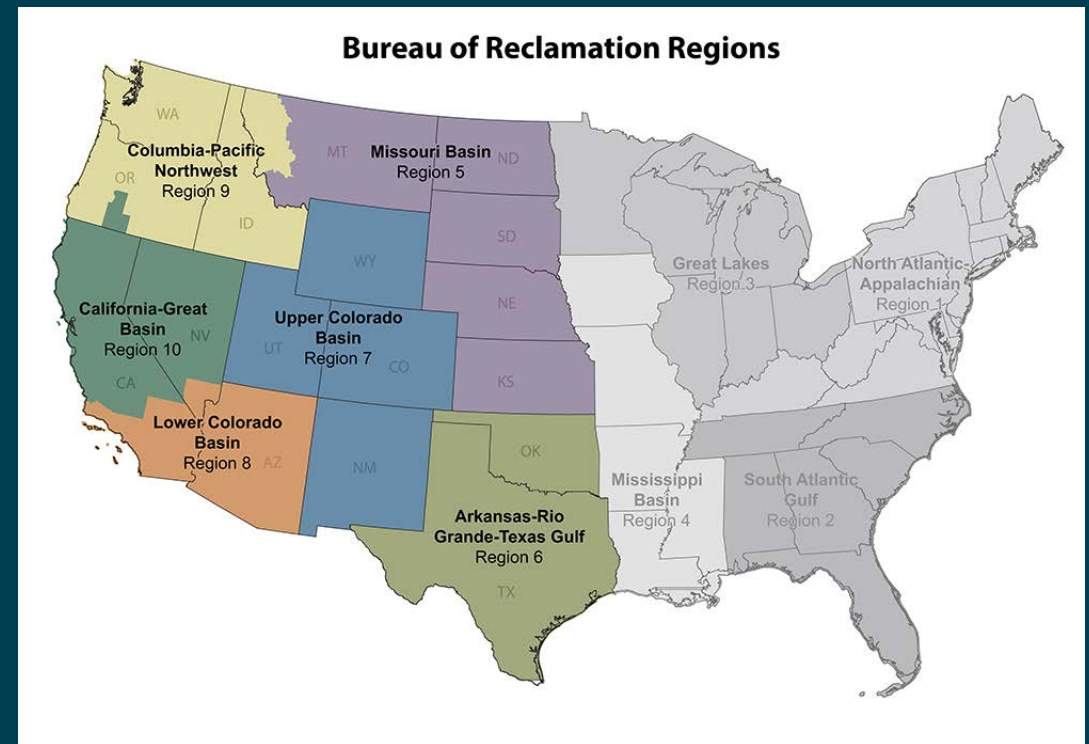 Bureau of Reclamation Regions
WA
Columbia-Pacific
Northwest
Region 9
OR
ID
MT
Missouri Basin
Region 5
ND
SD
NE
KS
WY
Great Lakes
Region 3
North Atlantic-
Appalachian
Region 1
California-Great
Basin
Region 10
NV
CA
Upper Colorado
Basin
Region 7
UT
CO
Lower Colorado
Basin
Region 8
AZ
NM
OK
Arkansas-Rio
Grande-Texas Gulf
Region 6
TX
Mississippi
Basin
Region 4
South Atlantic
Gulf
Region 2